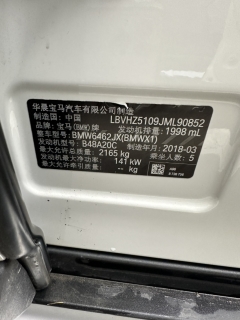 华晨宝马汽车有限公司 制造
制造国：中国 LBVHZ5109JML90852
品牌：宝马(BMW)牌 发动机排量：1998 mL
整车型号：BMW6462JX(BMWX1)
发动机型号：B48A20C
最大允许总质量：2165 kg 制造年月：2018-03
发动机最大净功率：141 kW 乘坐人数：5
最大允许牵引质量：-- kg